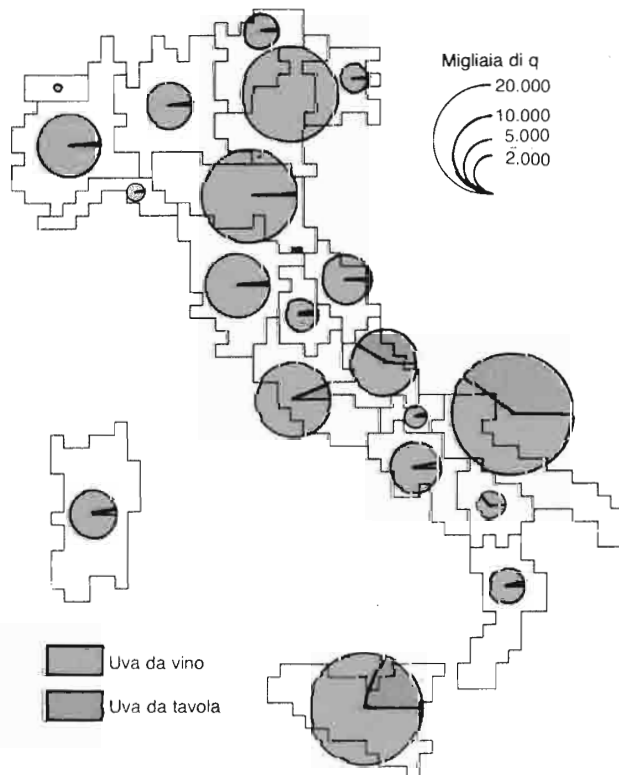 Migliaia di q
20.000
10.000
5.000
2.000
Uva da vino
Uva da tavola